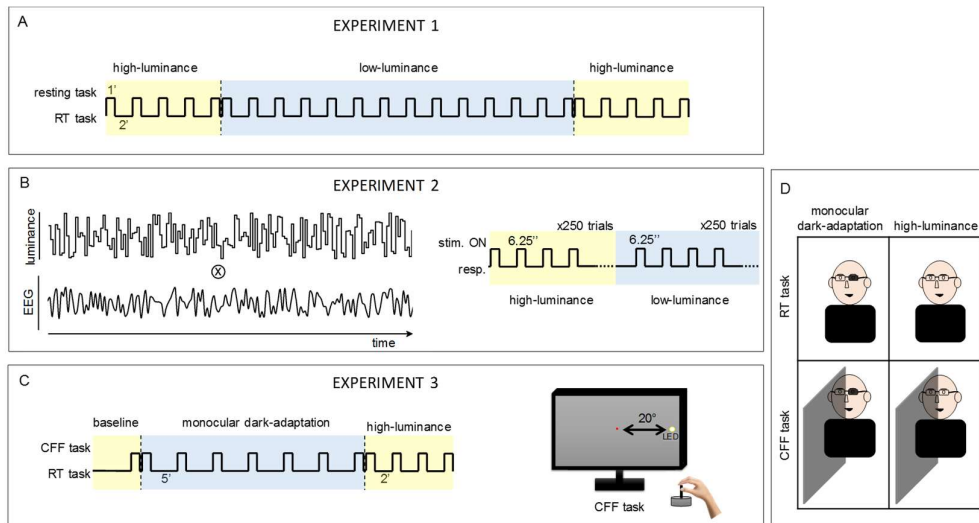 A
EXPERIMENT 1
high-luminance
low-luminance
high-luminance
resting task
1'
RT task
2'
B
EXPERIMENT 2
luminance
X
EEG
time
x250 trials
x250 trials
stim. ON
6.25''
6.25''
resp.
high-luminance
low-luminance
C
EXPERIMENT 3
baseline
monocular dark-adaptation
high-luminance
CFF task
RT task
5'
2'
20°
LED
CFF task
D
monocular
dark-adaptation
high-luminance
RT task
CFF task